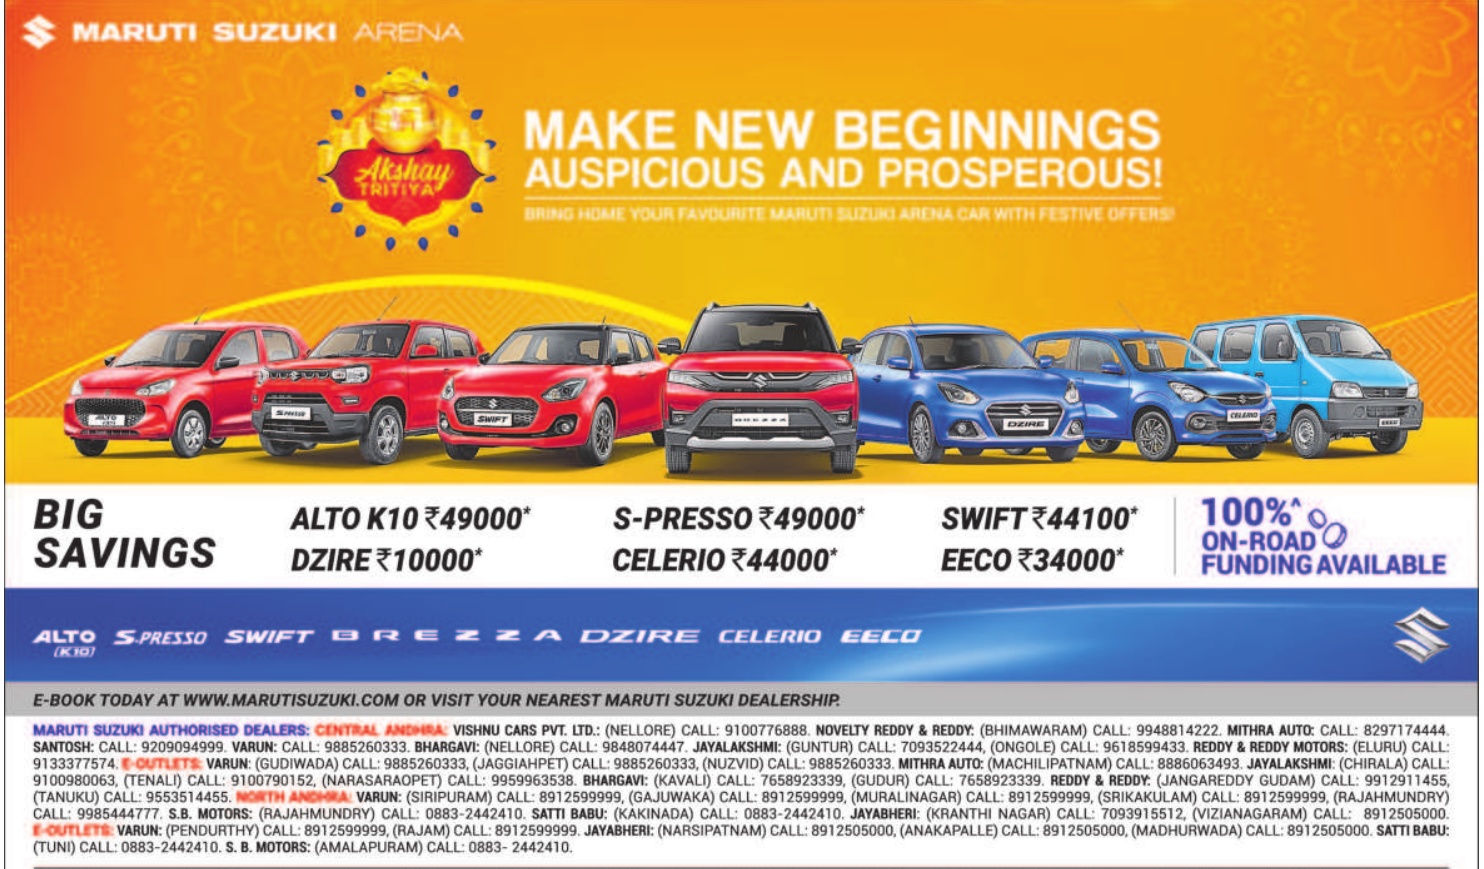 MARUTI SUZUKI ARENA
Akshay
TRITIYA
MAKE NEW BEGINNINGS
AUSPICIOUS AND PROSPEROUS!
BRING HOME YOUR FAVOURITE MARUTI SUZUKI ARENA CAR WITH FESTIVE OFFERS!
ALTO
K10
S-PRESSO
SWIFT
BREZZA
DZIRE
CELERIO
EECO
BIG
SAVINGS
ALTO K10 ₹49000* S-PRESSO ₹49000* SWIFT ₹44100*
DZIRE ₹10000* CELERIO ₹44000* EECO ₹34000*
100%^
ON-ROAD
FUNDING AVAILABLE
ALTO S-PRESSO SWIFT BREZZA DZIRE CELERIO EECO
(K10)
E-BOOK TODAY AT WWW.MARUTISUZUKI.COM OR VISIT YOUR NEAREST MARUTI SUZUKI DEALERSHIP.
MARUTI SUZUKI AUTHORISED DEALERS: CENTRAL ANDHRA: VISHNU CARS PVT. LTD.: (NELLORE) CALL: 9100776888. NOVELTY REDDY & REDDY: (BHIMAWARAM) CALL: 9948814222. MITHRA AUTO: CALL: 8297174444.
SANTOSH: CALL: 9209094999. VARUN: CALL: 9885260333. BHARGAVI: (NELLORE) CALL: 9848074447. JAYALAKSHMI: (GUNTUR) CALL: 7093522444, (ONGOLE) CALL: 9618599433. REDDY & REDDY MOTORS: (ELURU) CALL:
9133377574. E-OUTLETS: VARUN: (GUDIWADA) CALL: 9885260333, (JAGGIAHPET) CALL: 9885260333, (NUZVID) CALL: 9885260333. MITHRA AUTO: (MACHILIPATNAM) CALL: 8886063493. JAYALAKSHMI: (CHIRALA) CALL:
9100980063, (TENALI) CALL: 9100790152, (NARASARAOPET) CALL: 9959963538. BHARGAVI: (KAVALI) CALL: 7658923339, (GUDUR) CALL: 7658923339. REDDY & REDDY: (JANGAREDDY GUDAM) CALL: 9912911455,
(TANUKU) CALL: 9553514455. NORTH ANDHRA: VARUN: (SIRIPURAM) CALL: 8912599999, (GAJUWAKA) CALL: 8912599999, (MURALINAGAR) CALL: 8912599999, (SRIKAKULAM) CALL: 8912599999, (RAJAHMUNDRY)
CALL: 9985444777. S.B. MOTORS: (RAJAHMUNDRY) CALL: 0883-2442410. SATTI BABU: (KAKINADA) CALL: 0883-2442410. JAYABHERI: (KRANTHI NAGAR) CALL: 7093915512, (VIZIANAGARAM) CALL: 8912505000.
E-OUTLETS: VARUN: (PENDURTHY) CALL: 8912599999, (RAJAM) CALL: 8912599999. JAYABHERI: (NARSIPATNAM) CALL: 8912505000, (ANAKAPALLE) CALL: 8912505000, (MADHURWADA) CALL: 8912505000. SATTI BABU:
(TUNI) CALL: 0883-2442410. S. B. MOTORS: (AMALAPURAM) CALL: 0883- 2442410.